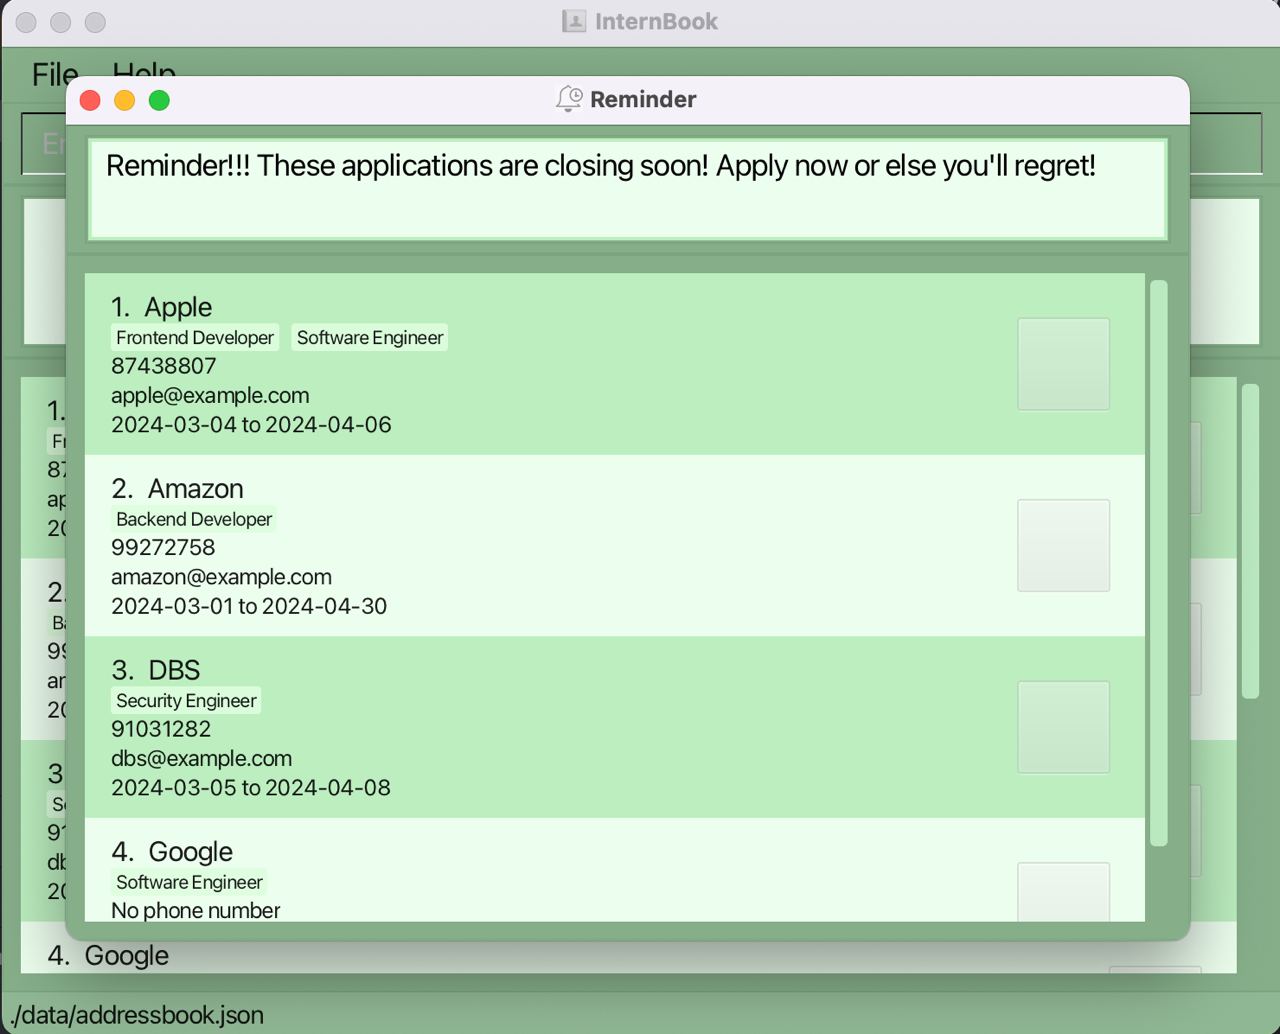 InternBook
File Help
Reminder
Reminder!!! These applications are closing soon! Apply now or else you'll regret!
1. Apple
Frontend Developer Software Engineer
87438807
apple@example.com
2024-03-04 to 2024-04-06
2. Amazon
Backend Developer
99272758
amazon@example.com
2024-03-01 to 2024-04-30
3. DBS
Security Engineer
91031282
dbs@example.com
2024-03-05 to 2024-04-08
4. Google
Software Engineer
No phone number
1.
2.
3
4. Google
./data/addressbook.json